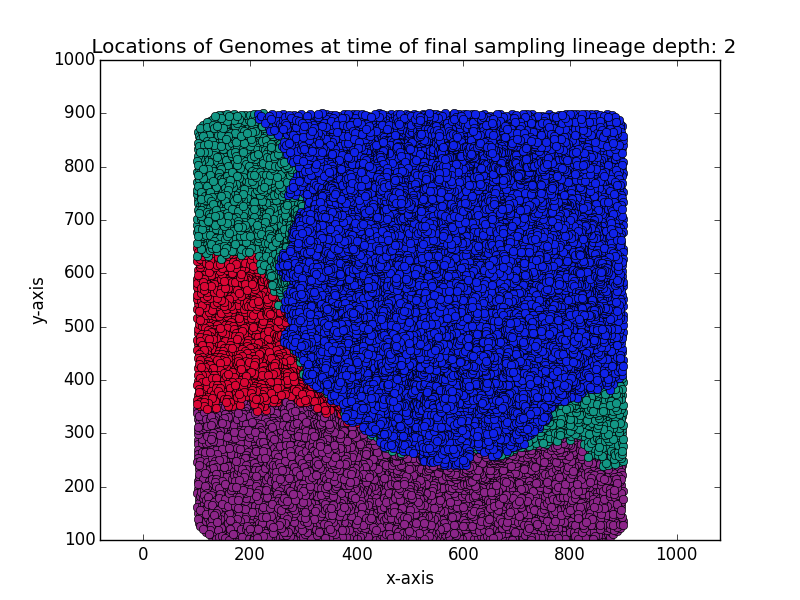 Locations of Genomes at time of final sampling lineage depth: 2
1000
900
800
700
600
500
400
300
200
100
y-axis
0 200 400 600 800 1000
x-axis